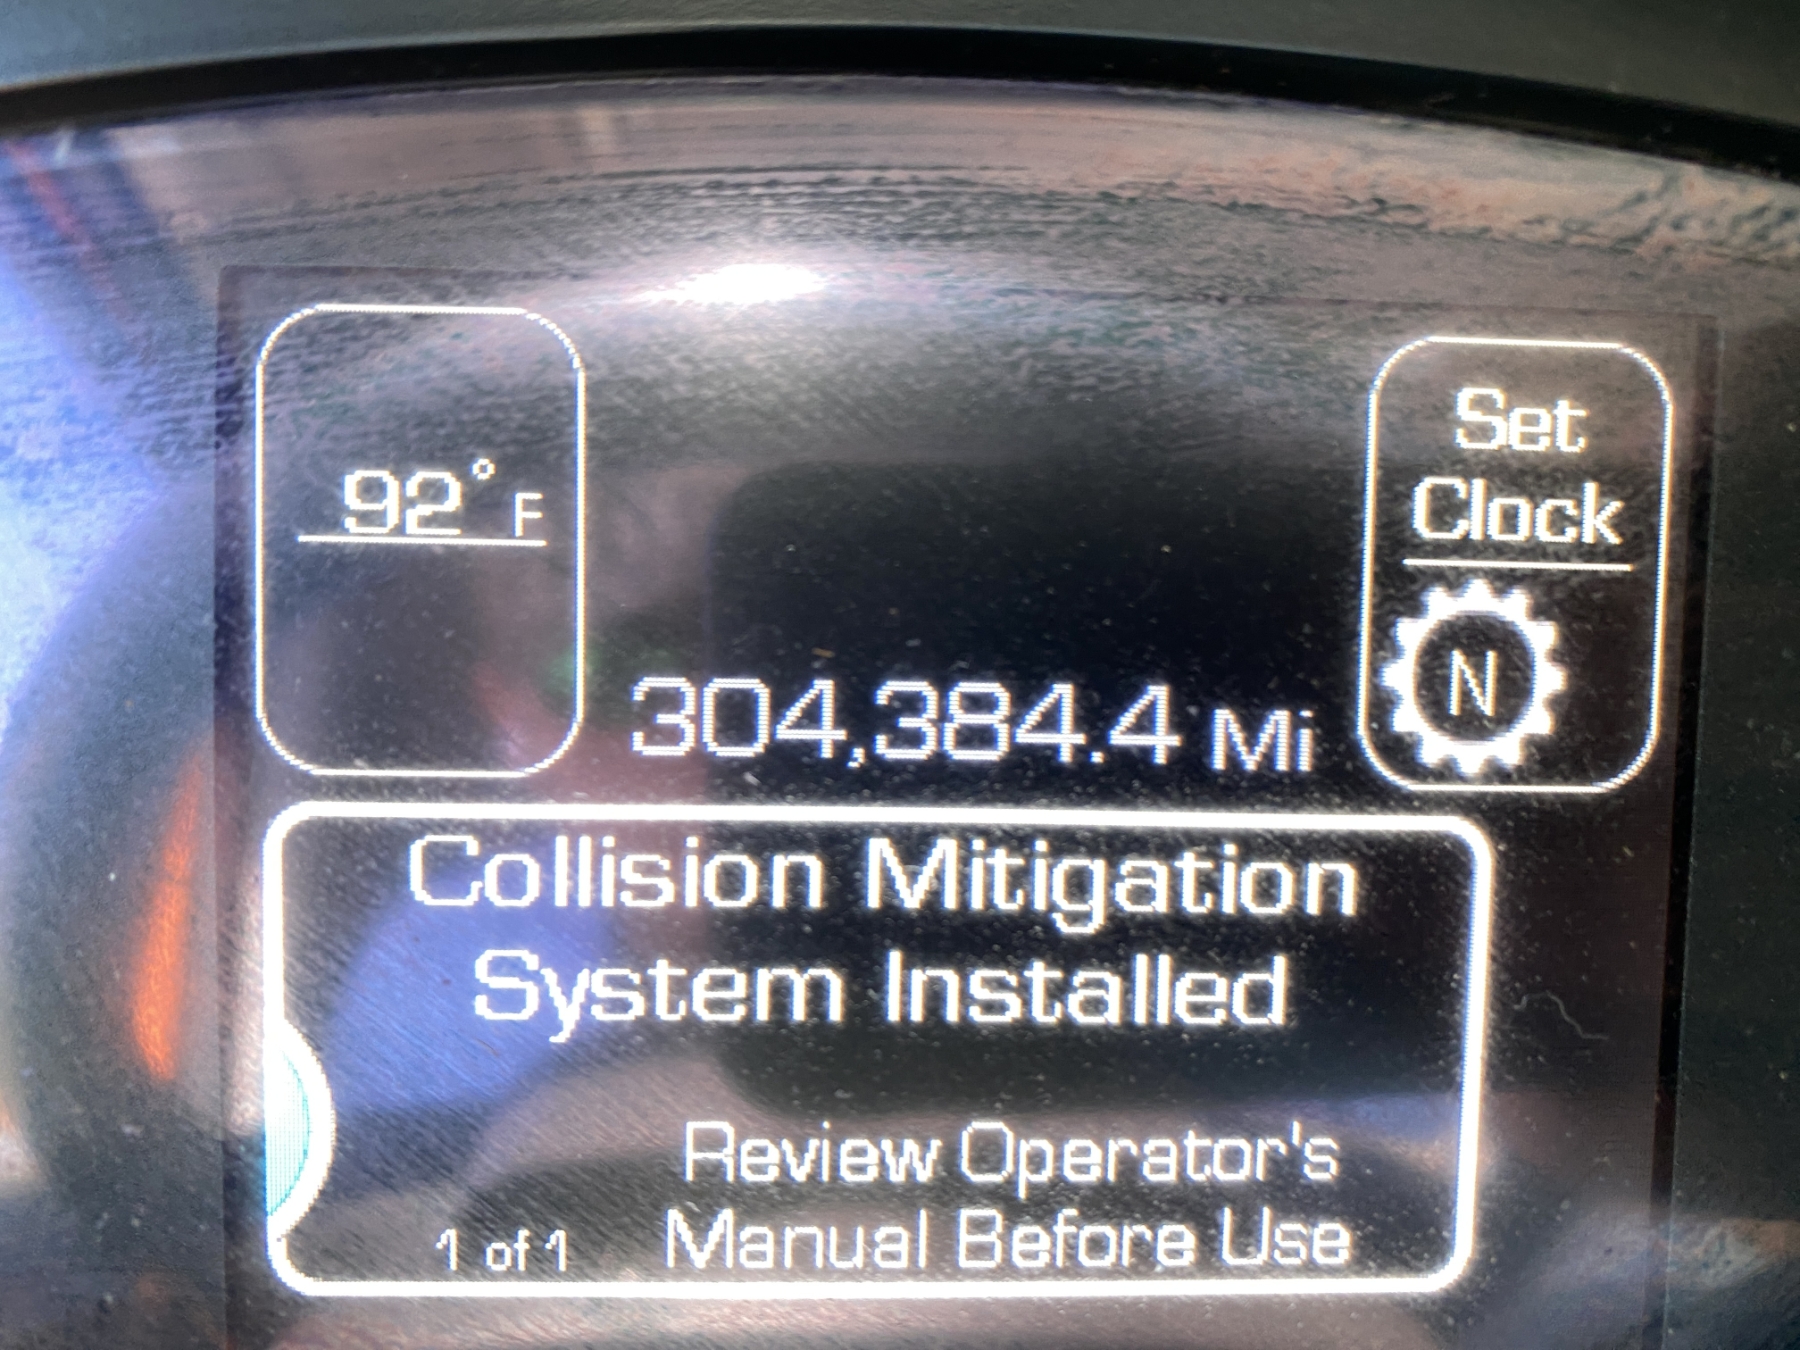 92° F
Set
Clock
N
304,384.4 Mi
Collision Mitigation
System Installed
Review Operator's
Manual Before Use
1 of 1